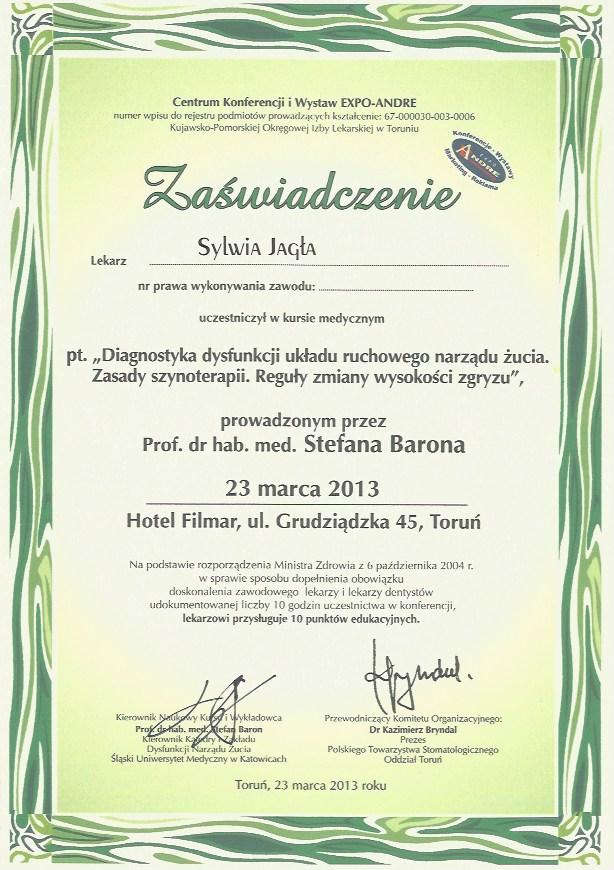 Centrum Konferencji i Wystaw EXPO-ANDRE
numer wpisu do rejestru podmiotów prowadzących kształcenie: 67-000030-003-0006
Kujawsko-Pomorskiej Okręgowej Izby Lekarskiej w Toruniu
Konferencje - Wystawy
EXPO
ANDRE
Marketing - Reklama
Zaświadczenie
Lekarz Sylwia Jagła
nr prawa wykonywania zawodu:
uczestniczył w kursie medycznym
pt. „Diagnostyka dysfunkcji układu ruchowego narządu żucia.
Zasady szynoterapii. Reguły zmiany wysokości zgryzu”,
prowadzonym przez
Prof. dr hab. med. Stefana Barona
23 marca 2013
Hotel Filmar, ul. Grudziądzka 45, Toruń
Na podstawie rozporządzenia Ministra Zdrowia z 6 października 2004 r.
w sprawie sposobu dopełnienia obowiązku
doskonalenia zawodowego lekarzy i lekarzy dentystów
udokumentowanej liczby 10 godzin uczestnictwa w konferencji,
lekarzowi przysługuje 10 punktów edukacyjnych.
Kierownik Naukowy Kursu i Wykładowca
Prof. dr hab. med. Stefan Baron
Kierownik Katedry i Zakładu
Dysfunkcji Narządu Żucia
Śląski Uniwersytet Medyczny w Katowicach
Przewodniczący Komitetu Organizacyjnego:
Dr Kazimierz Bryndal
Prezes
Polskiego Towarzystwa Stomatologicznego
Oddział Toruń
Toruń, 23 marca 2013 roku